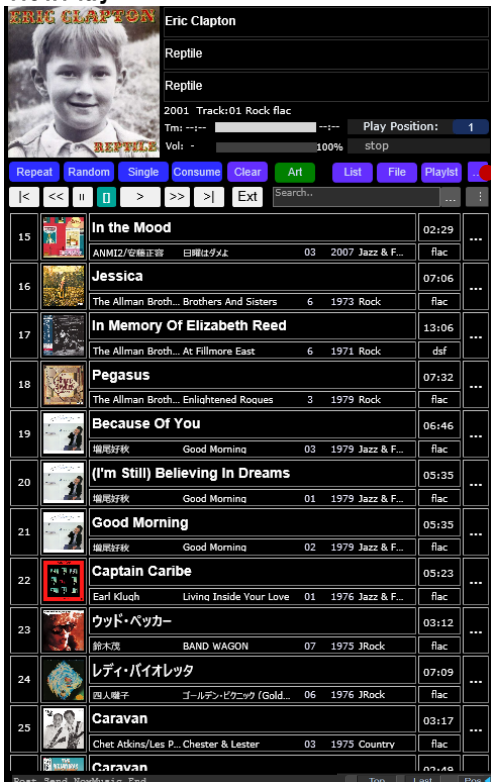 ERIC CLAPTON
REPTILE
Eric Clapton
Reptile
Reptile
2001 Track:01 Rock flac
Tm: --:-- --:-- Play Position: 1
Vol: - 100% stop
Repeat Random Single Consume Clear Art List File Playlst ...
|< << II [] > >> >| Ext Search.. ... ⋮
15 In the Mood 02:29 ...
ANMI2/安藤正容 日曜はダメよ 03 2007 Jazz & F... flac
16 Jessica 07:06 ...
The Allman Broth... Brothers And Sisters 6 1973 Rock flac
17 In Memory Of Elizabeth Reed 13:06 ...
The Allman Broth... At Fillmore East 6 1971 Rock dsf
18 Pegasus 07:32 ...
The Allman Broth... Enlightened Rogues 3 1979 Rock flac
19 Because Of You 06:46 ...
増尾好秋 Good Morning 03 1979 Jazz & F... flac
20 (I'm Still) Believing In Dreams 05:35 ...
増尾好秋 Good Morning 01 1979 Jazz & F... flac
21 Good Morning 05:35 ...
増尾好秋 Good Morning 02 1979 Jazz & F... flac
22 Captain Caribe 05:23 ...
Earl Klugh Living Inside Your Love 01 1976 Jazz & F... flac
23 ウッド・ペッカー 03:12 ...
鈴木茂 BAND WAGON 07 1975 JRock flac
24 レディ・バイオレッタ 07:09 ...
四人囃子 ゴールデン・ピクニック [Gold... 06 1976 JRock flac
25 Caravan 03:17 ...
Chet Atkins/Les P... Chester & Lester 03 1975 Country flac
Caravan 02:49
Post Send NowMusic End Top Last Pos